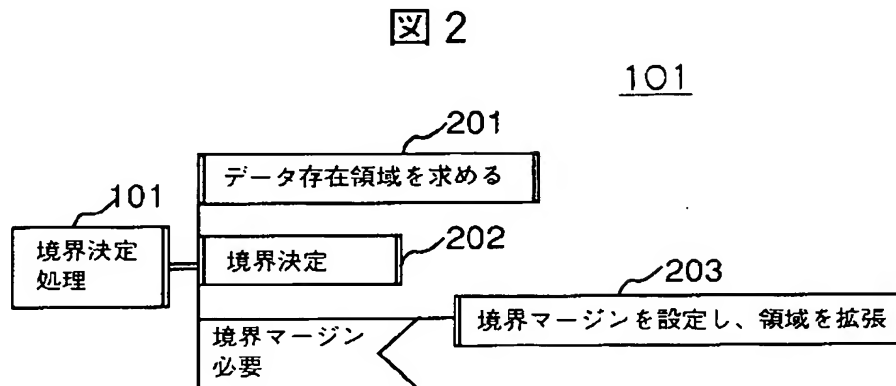 図 2
101
201
データ存在領域を求める
101
境界決定
処理
202
境界決定
203
境界マージンを設定し、領域を拡張
境界マージン
必要